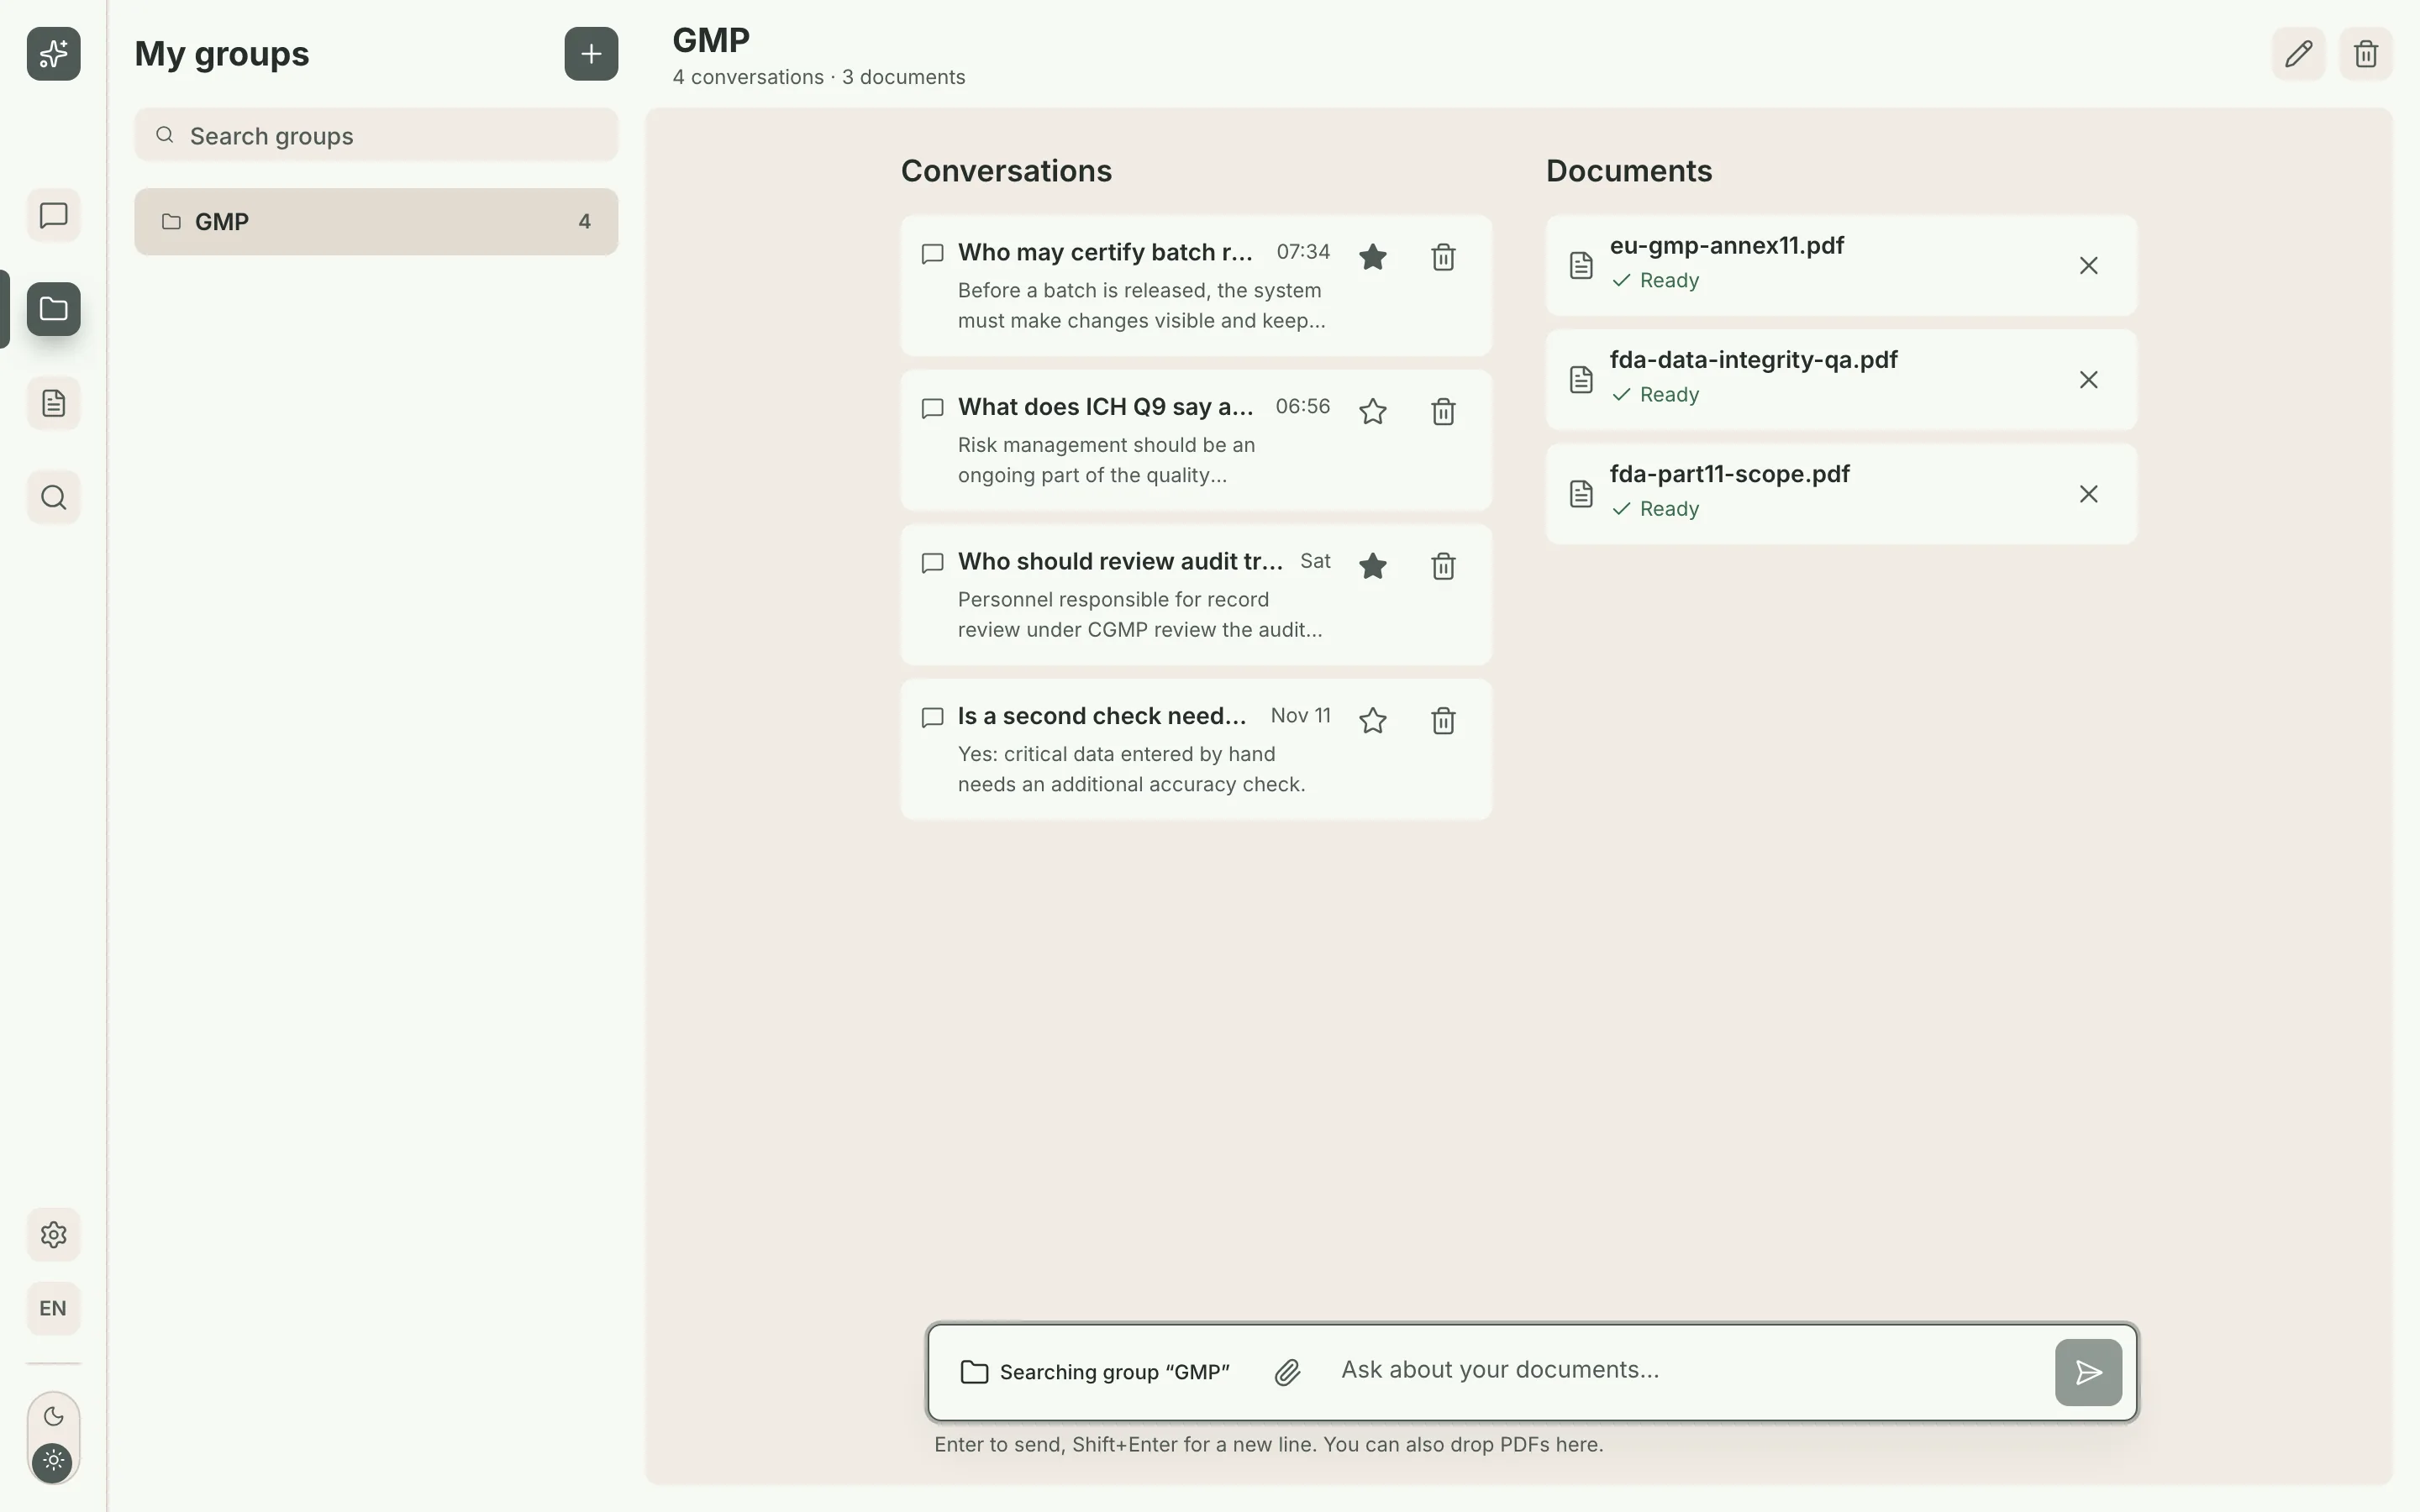 My groups
Search groups
GMP
4
EN
GMP
4 conversations · 3 documents
Conversations
Who may certify batch r...
07:34
Before a batch is released, the system
must make changes visible and keep...
What does ICH Q9 say a...
06:56
Risk management should be an
ongoing part of the quality...
Who should review audit tr...
Sat
Personnel responsible for record
review under CGMP review the audit...
Is a second check need...
Nov 11
Yes: critical data entered by hand
needs an additional accuracy check.
Documents
eu-gmp-annex11.pdf
Ready
fda-data-integrity-qa.pdf
Ready
fda-part11-scope.pdf
Ready
Searching group “GMP”
Ask about your documents...
Enter to send, Shift+Enter for a new line. You can also drop PDFs here.